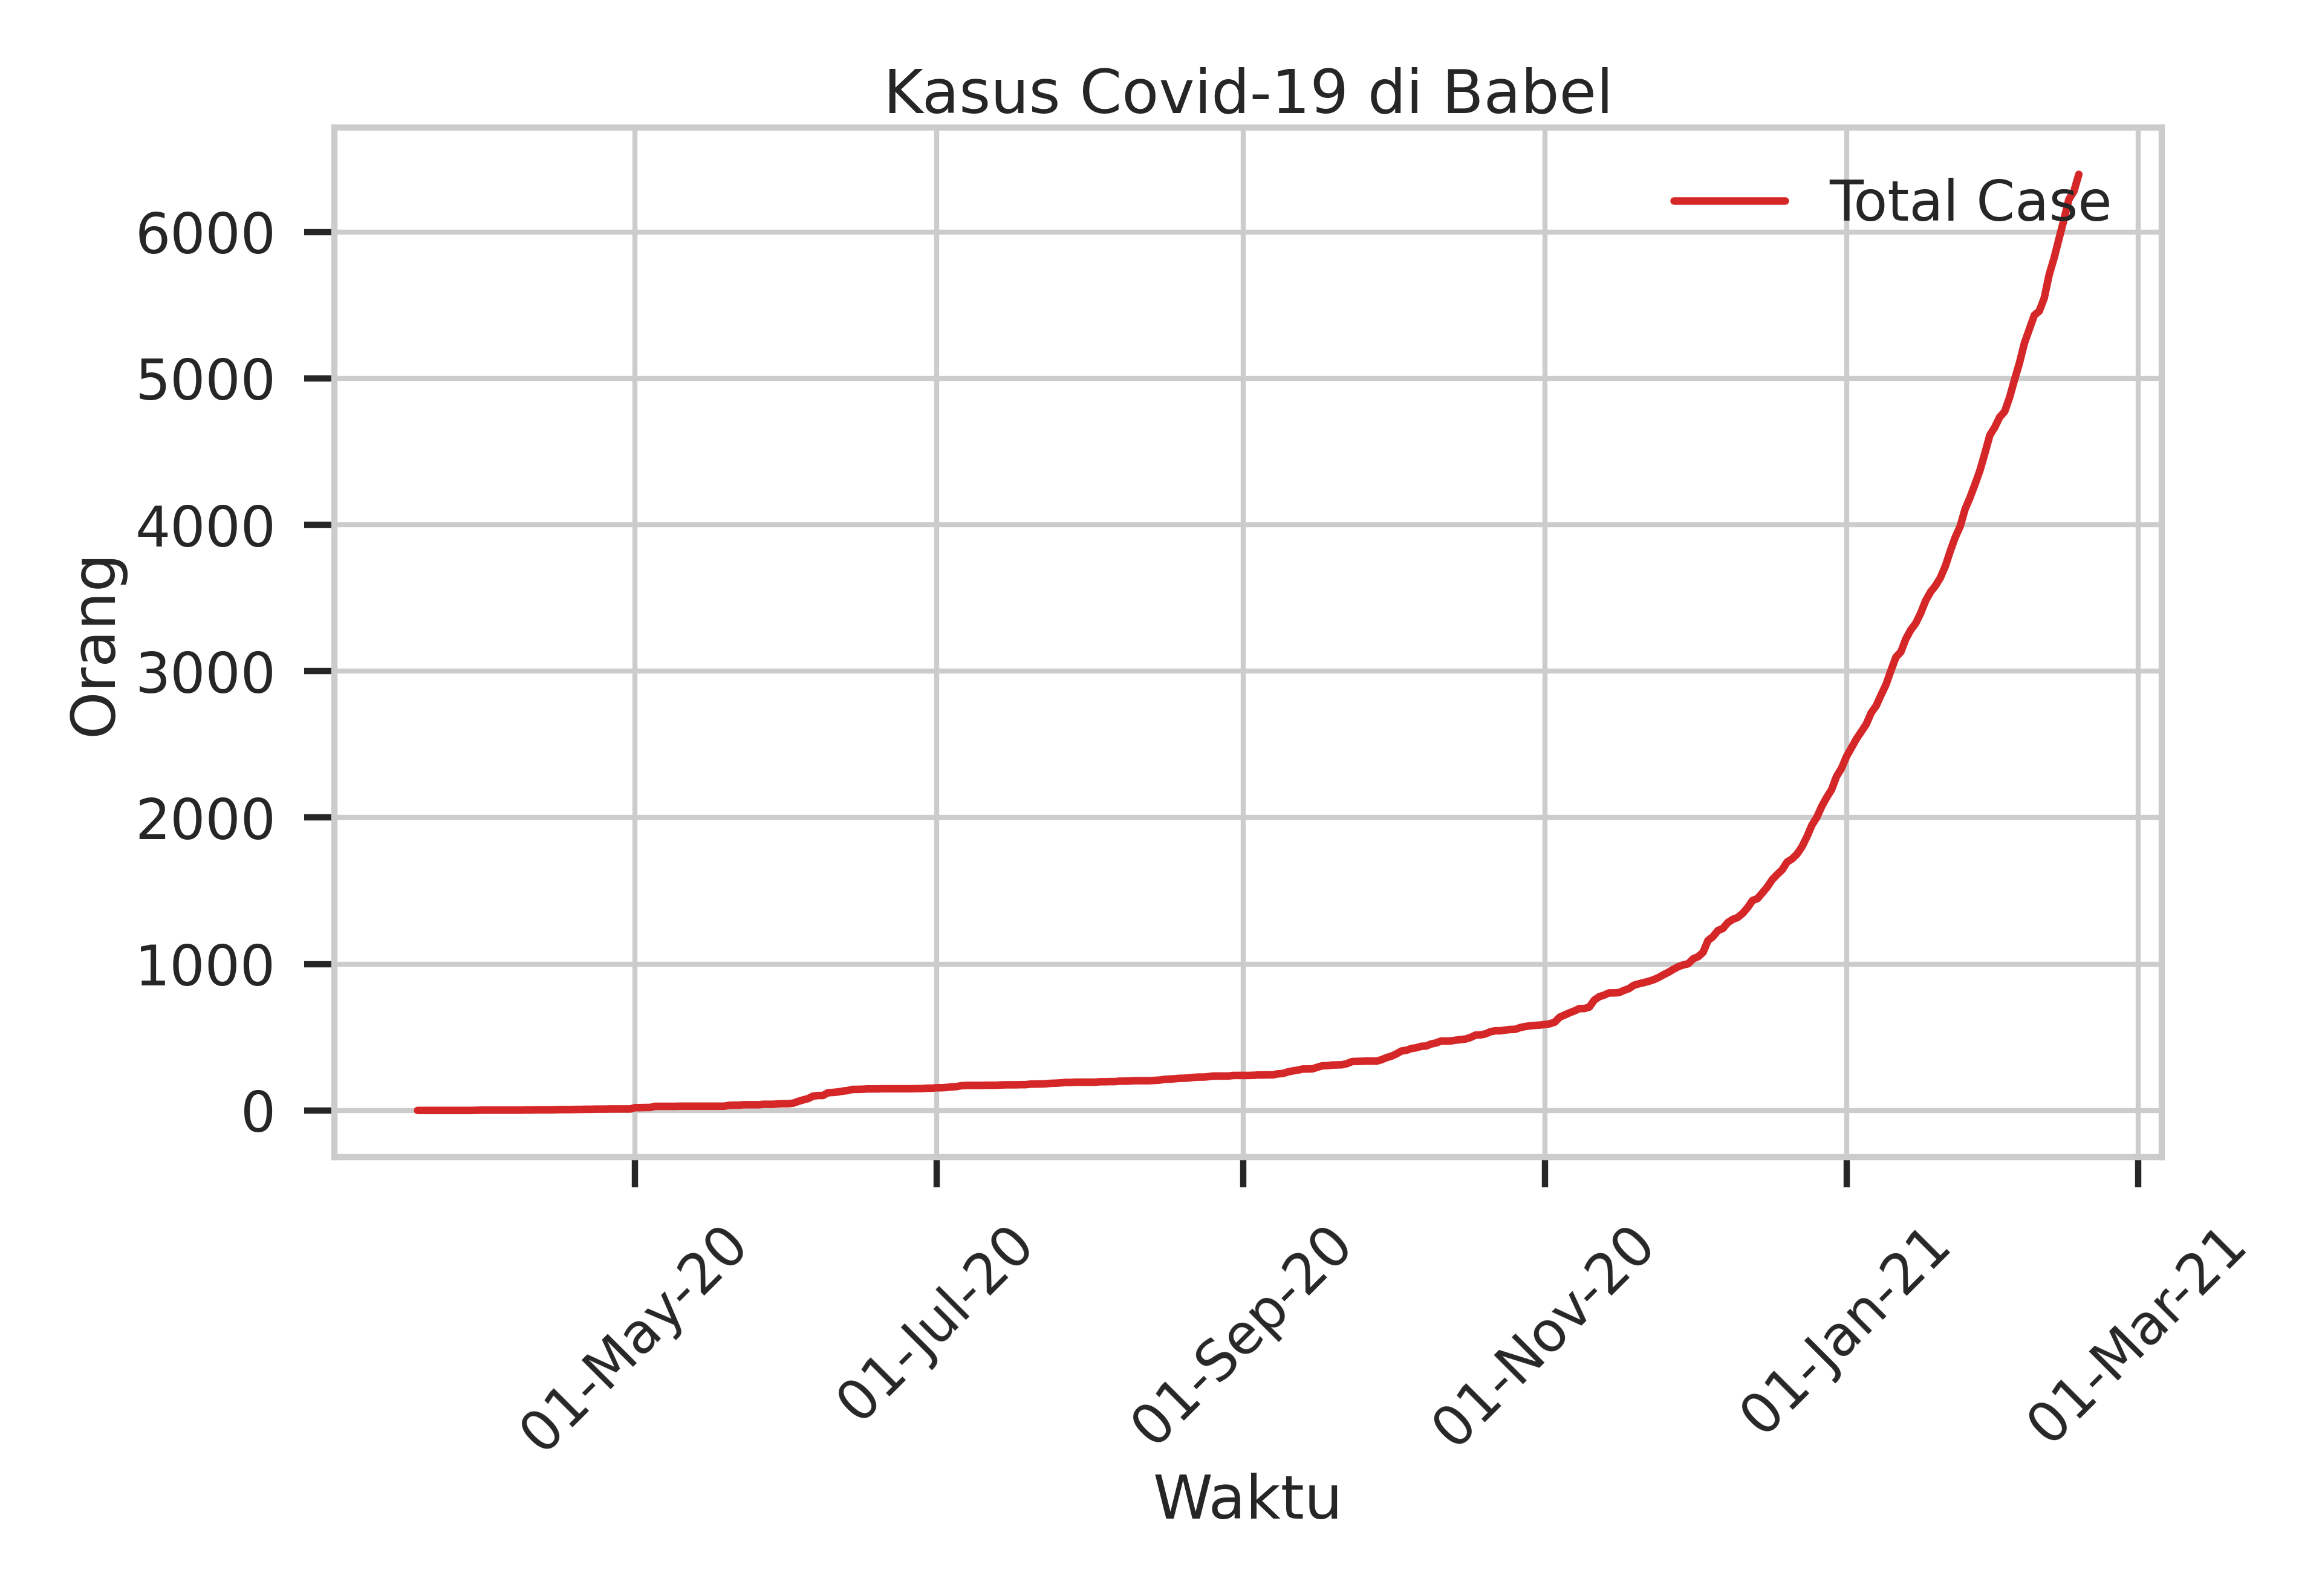 Kasus Covid-19 di Babel
Total Case
Orang
6000
5000
4000
3000
2000
1000
0
01-May-20
01-Jul-20
01-Sep-20
01-Nov-20
01-Jan-21
01-Mar-21
Waktu